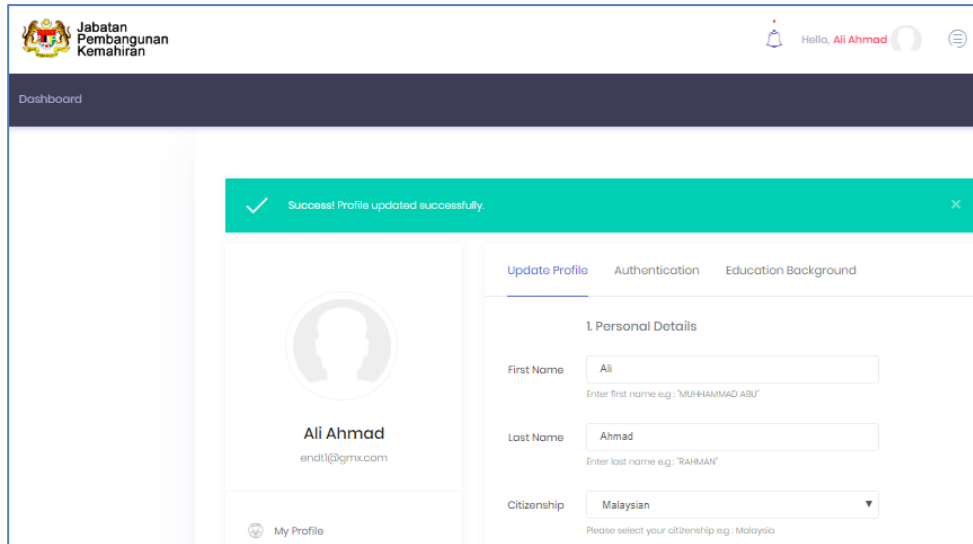 Jabatan
Pembangunan
Kemahiran
Hello, Ali Ahmad
Dashboard
Success! Profile updated successfully.
Update Profile Authentication Education Background
1. Personal Details
First Name Ali
Enter first name e.g : "MUHHAMMAD ABU"
Ali Ahmad
endt1@gmx.com
Last Name Ahmad
Enter last name e.g : "RAHMAN"
Citizenship Malaysian
Please select your citizenship e.g : Malaysia
My Profile